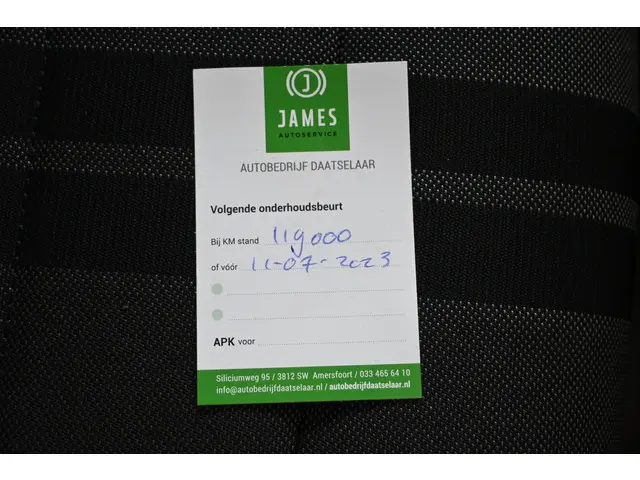 J
JAMES
AUTOSERVICE
AUTOBEDRIJF DAATSELAAR
Volgende onderhoudsbeurt
Bij KM stand 119000
of vóór 11-07-2023
APK voor
Siliciumweg 95 / 3812 SW Amersfoort / 033 465 64 10
info@autobedrijfdaatselaar.nl / autobedrijfdaatselaar.nl